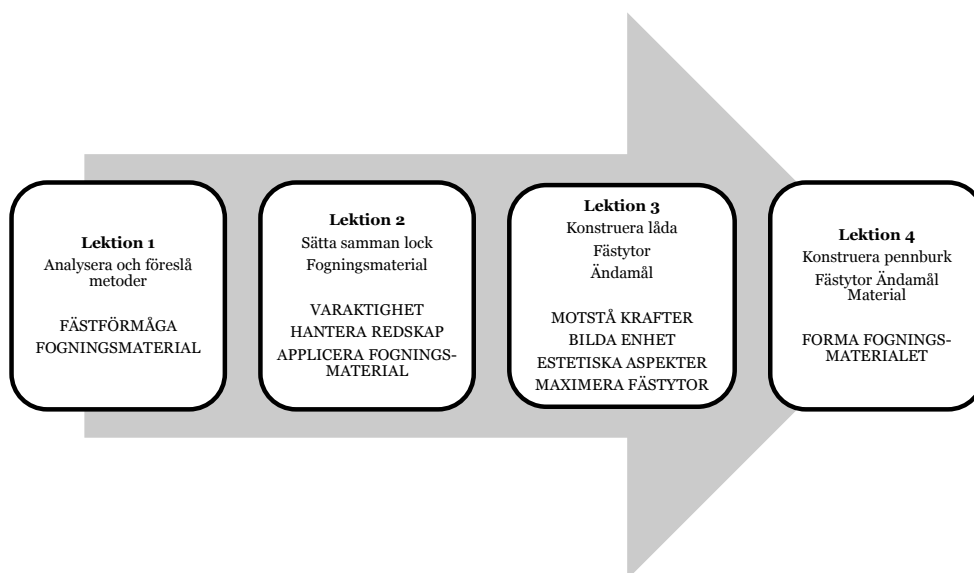 Lektion 1
Analysera och föreslå
metoder
FÄSTFÖRMÅGA
FOGNINGSMATERIAL
Lektion 2
Sätta samman lock
Fogningsmaterial
VARAKTIGHET
HANTERA REDSKAP
APPLICERA FOGNINGS-
MATERIAL
Lektion 3
Konstruera låda
Fästytor
Ändamål
MOTSTÅ KRAFTER
BILDA ENHET
ESTETISKA ASPEKTER
MAXIMERA FÄSTYTOR
Lektion 4
Konstruera pennburk
Fästytor Ändamål
Material
FORMA FOGNINGS-
MATERIALET